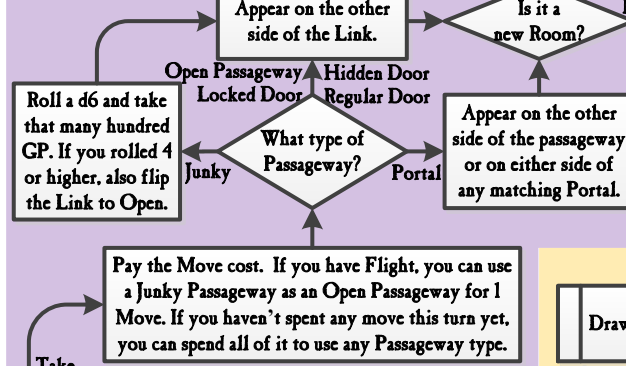 Appear on the other
side of the Link.
Is it a
new Room?
Open Passageway
Locked Door
Hidden Door
Regular Door
Roll a d6 and take
that many hundred
GP. If you rolled 4
or higher, also flip
the Link to Open.
What type of
Passageway?
Junky
Portal
Appear on the other
side of the passageway
or on either side of
any matching Portal.
Pay the Move cost. If you have Flight, you can use
a Junky Passageway as an Open Passageway for 1
Move. If you haven't spent any move this turn yet,
you can spend all of it to use any Passageway type.
Take
Draw